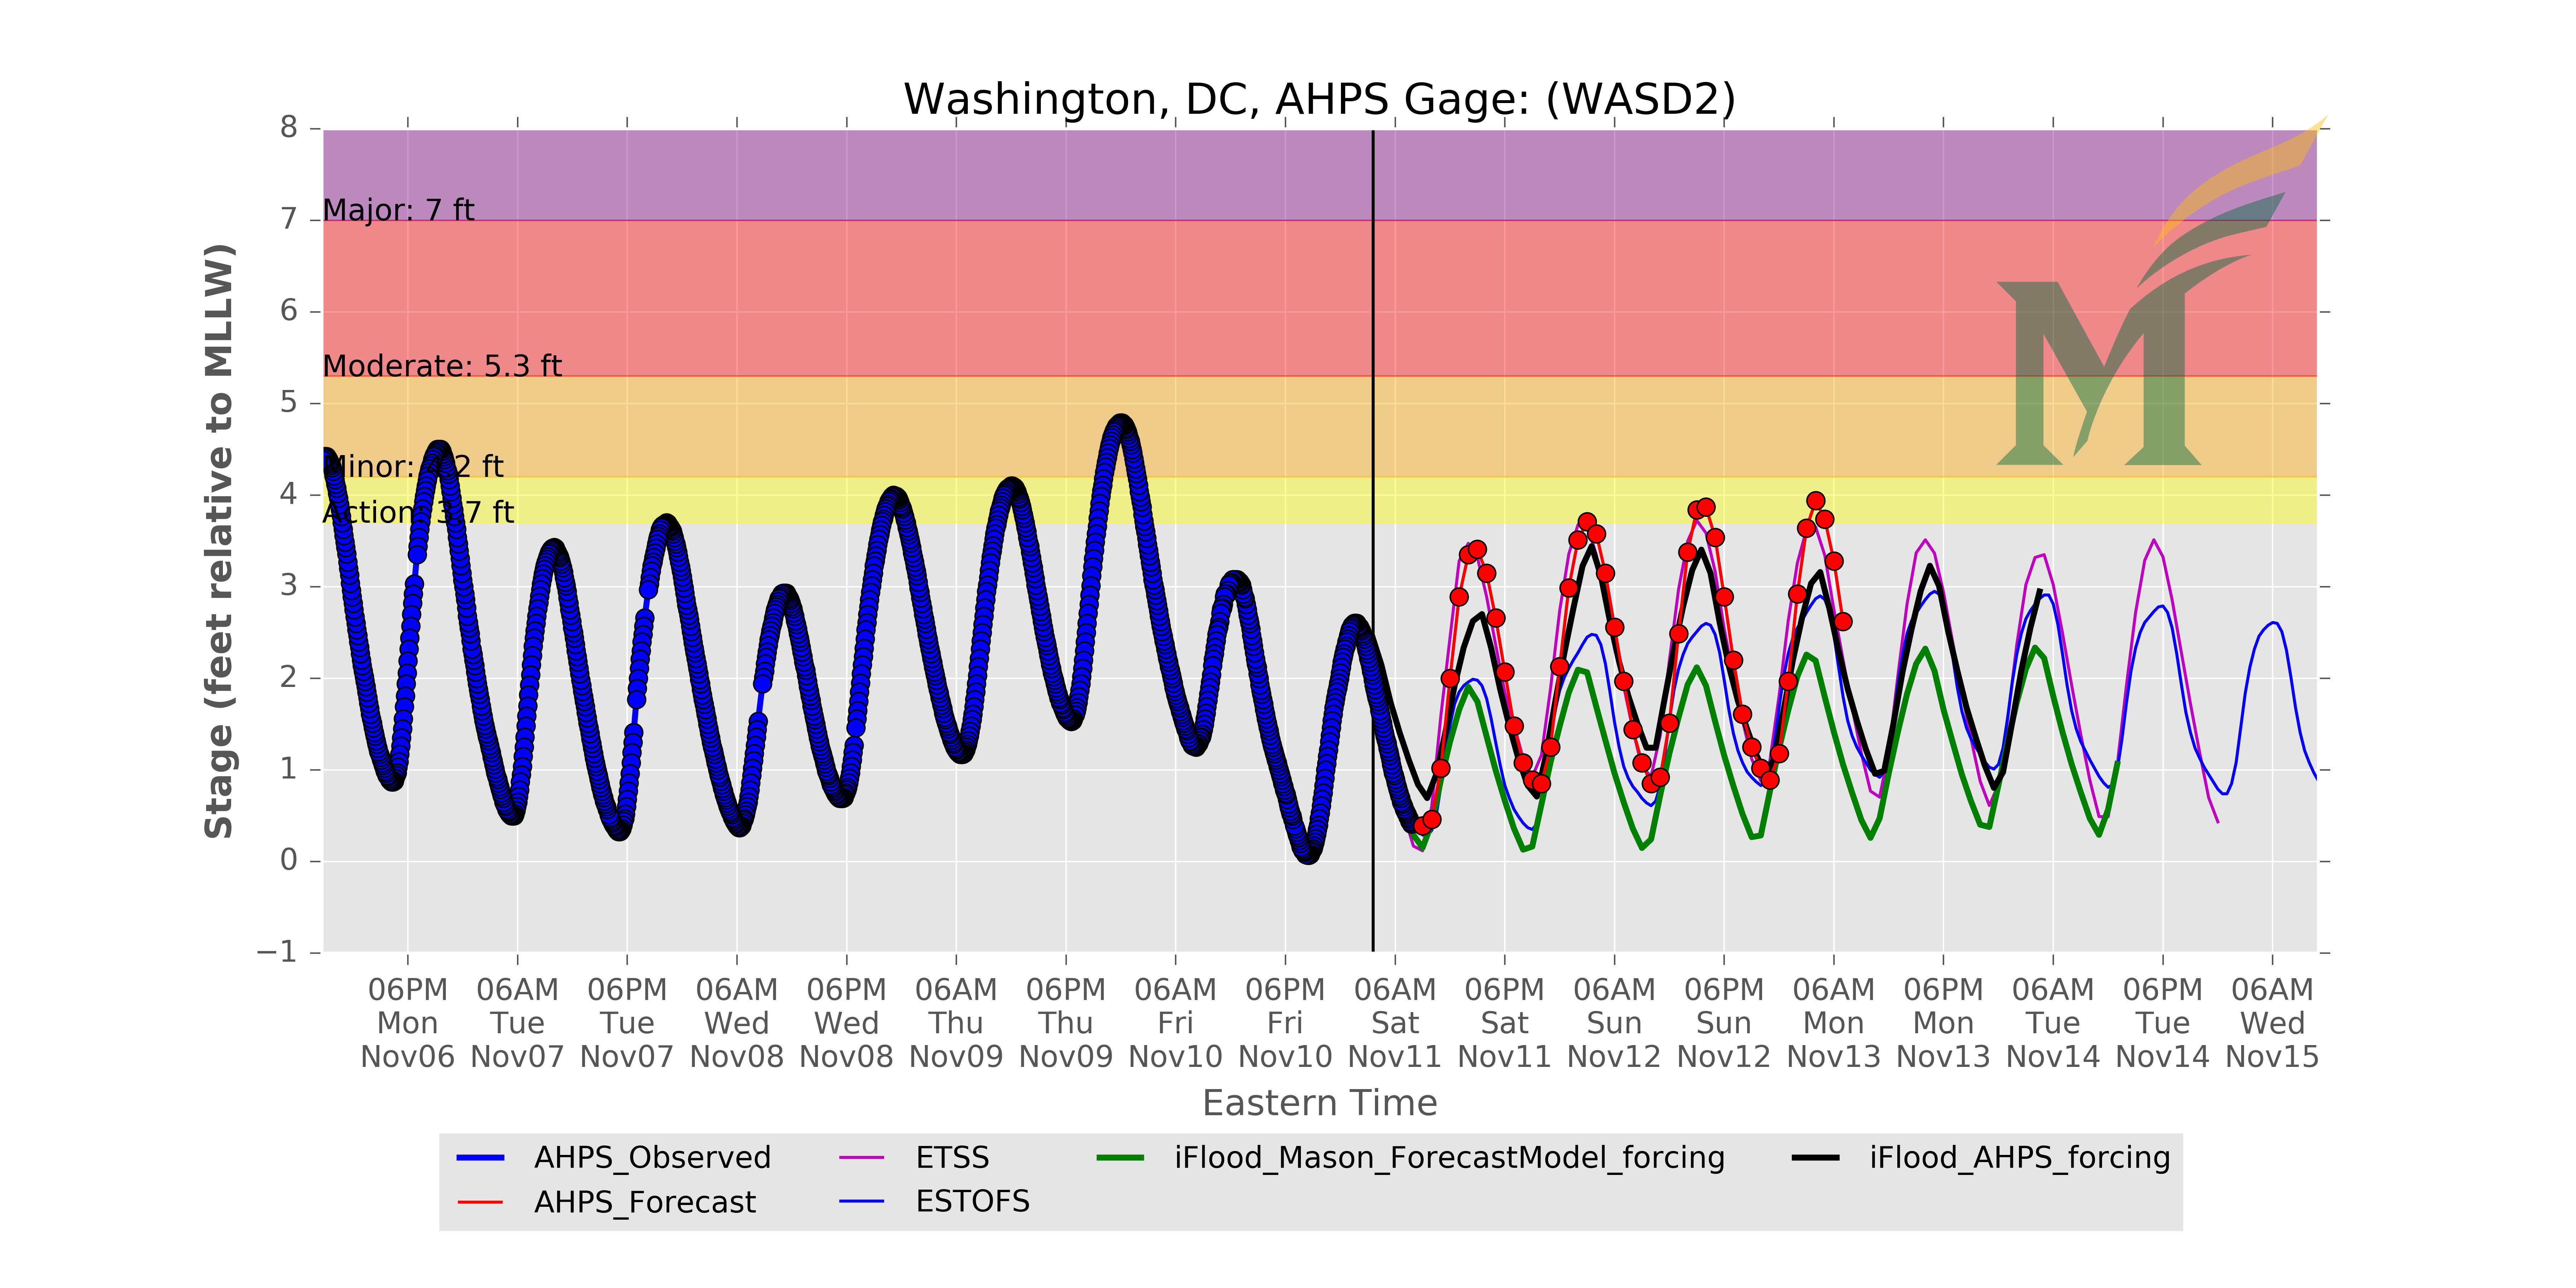 Washington, DC, AHPS Gage: (WASD2)
8
7
6
5
4
3
2
1
0
−1
Stage (feet relative to MLLW)
Major: 7 ft
Moderate: 5.3 ft
Minor: 4.2 ft
Action: 3.7 ft
06PM 06AM 06PM 06AM 06PM 06AM 06PM 06AM 06PM 06AM 06PM 06AM 06PM 06AM 06PM 06AM 06PM 06AM
Mon Tue Tue Wed Wed Thu Thu Fri Fri Sat Sat Sun Sun Mon Mon Tue Tue Wed
Nov06 Nov07 Nov07 Nov08 Nov08 Nov09 Nov09 Nov10 Nov10 Nov11 Nov11 Nov12 Nov12 Nov13 Nov13 Nov14 Nov14 Nov15
Eastern Time
AHPS_Observed ETSS iFlood_Mason_ForecastModel_forcing iFlood_AHPS_forcing
AHPS_Forecast ESTOFS
M